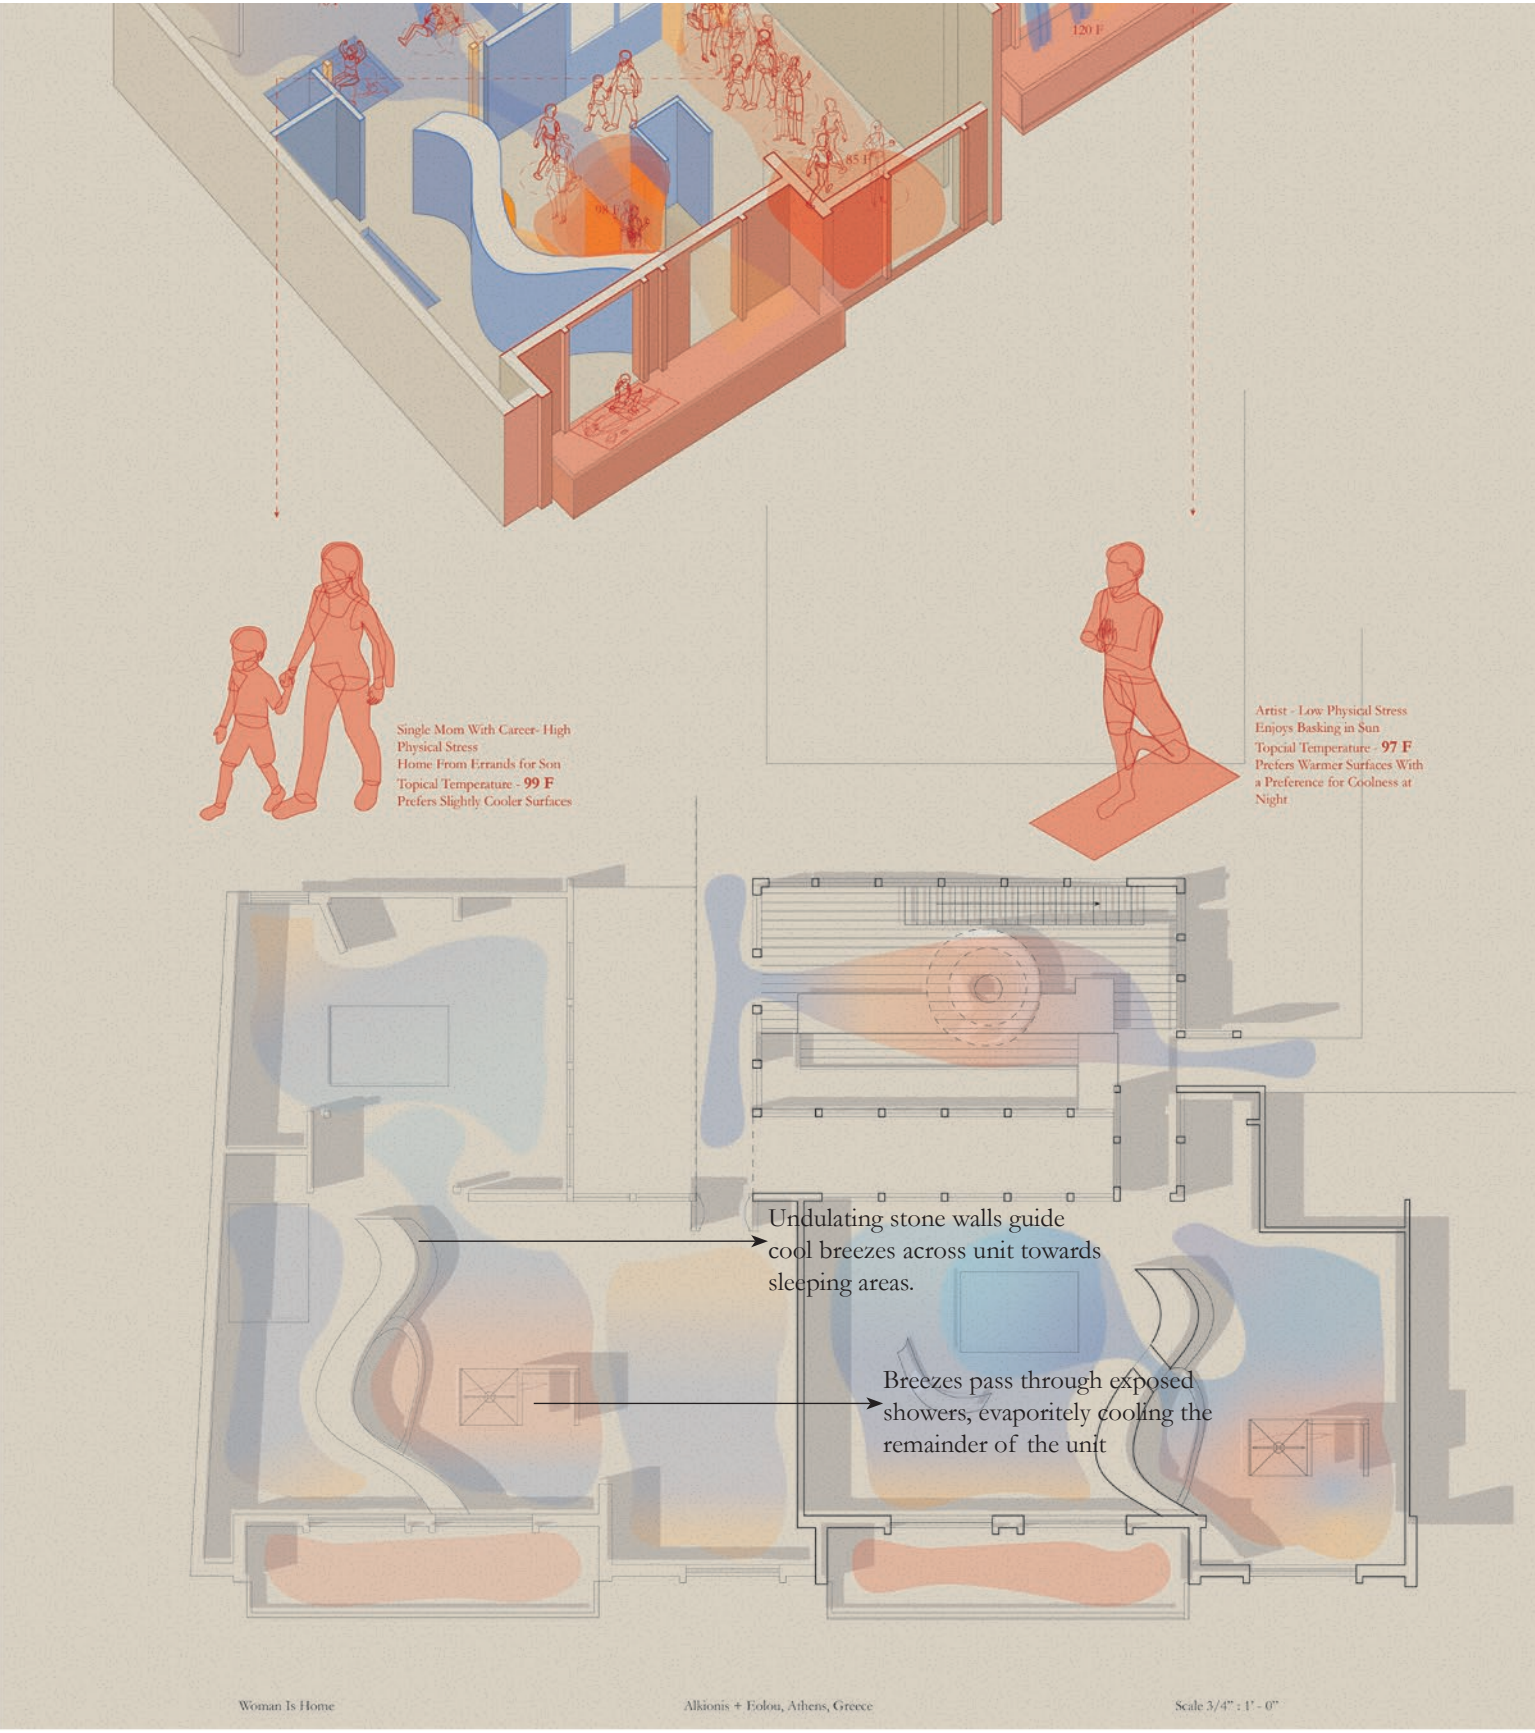 120 F
85 F
98 F
Single Mom With Career- High
Physical Stress
Home From Errands for Son
Topical Temperature - 99 F
Prefers Slightly Cooler Surfaces
Artist - Low Physical Stress
Enjoys Basking in Sun
Topcial Temperature - 97 F
Prefers Warmer Surfaces With
a Preference for Coolness at
Night
Undulating stone walls guide
cool breezes across unit towards
sleeping areas.
Breezes pass through exposed
showers, evaporitely cooling the
remainder of the unit
Woman Is Home
Alkionis + Eolou, Athens, Greece
Scale 3/4” : 1’ - 0”